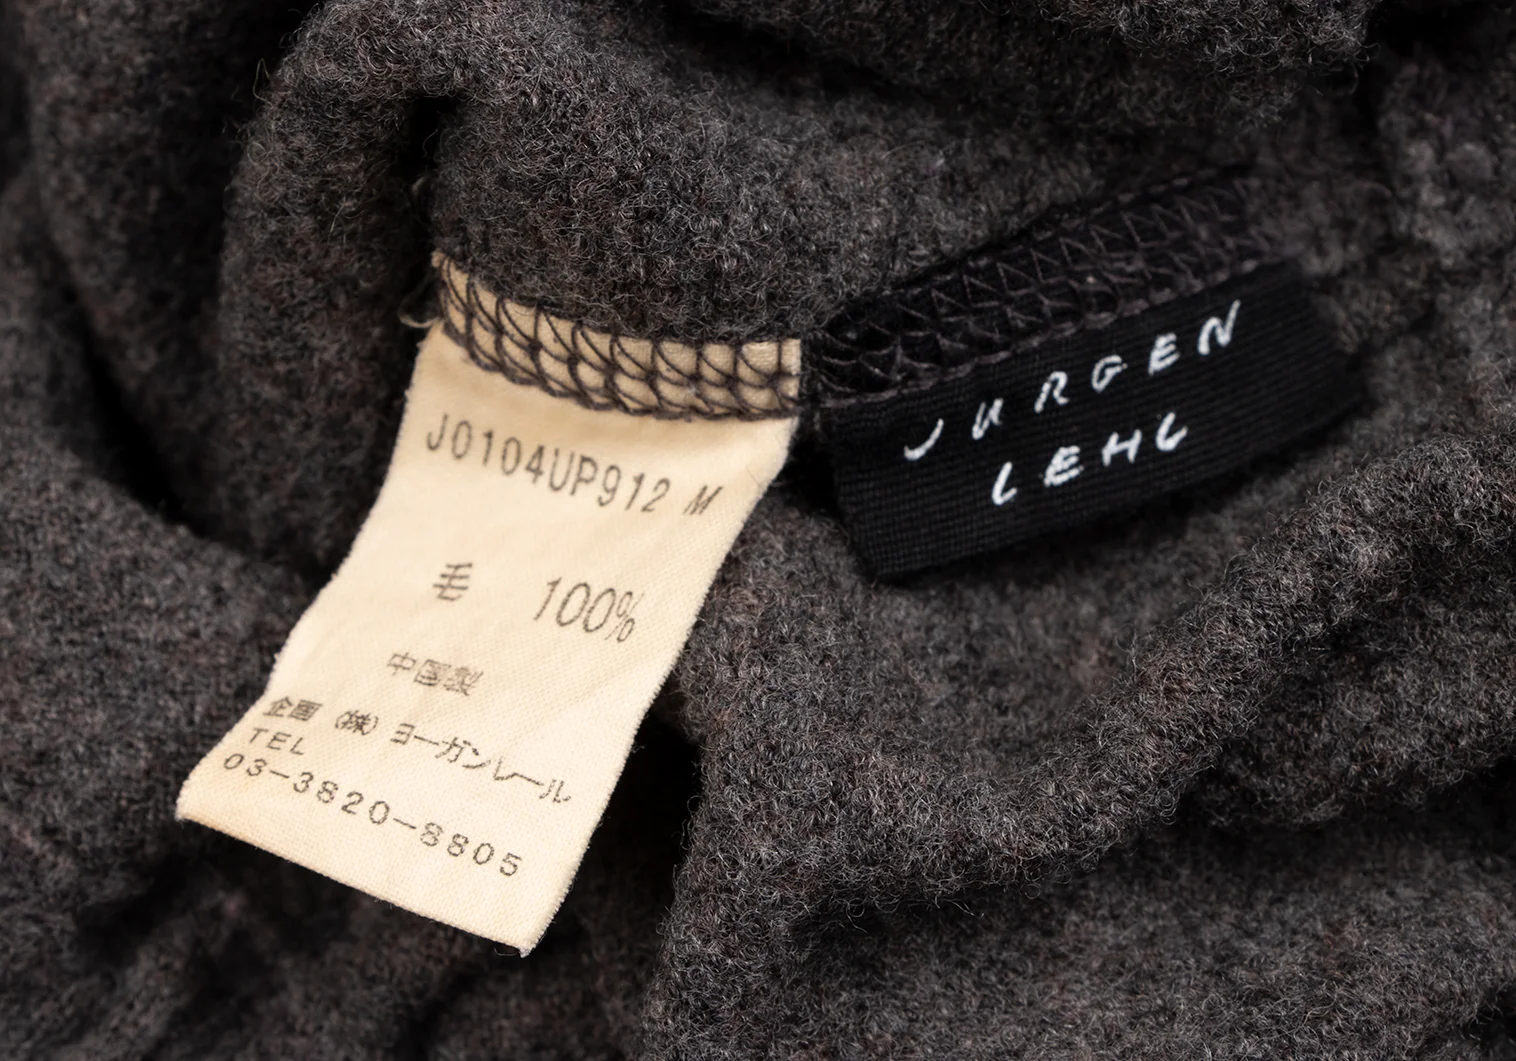 J0104UP912 M
毛 100%
中国製
企画 (株) ヨーガンレール
TEL
03-3820-8805
JURGEN
LEHL